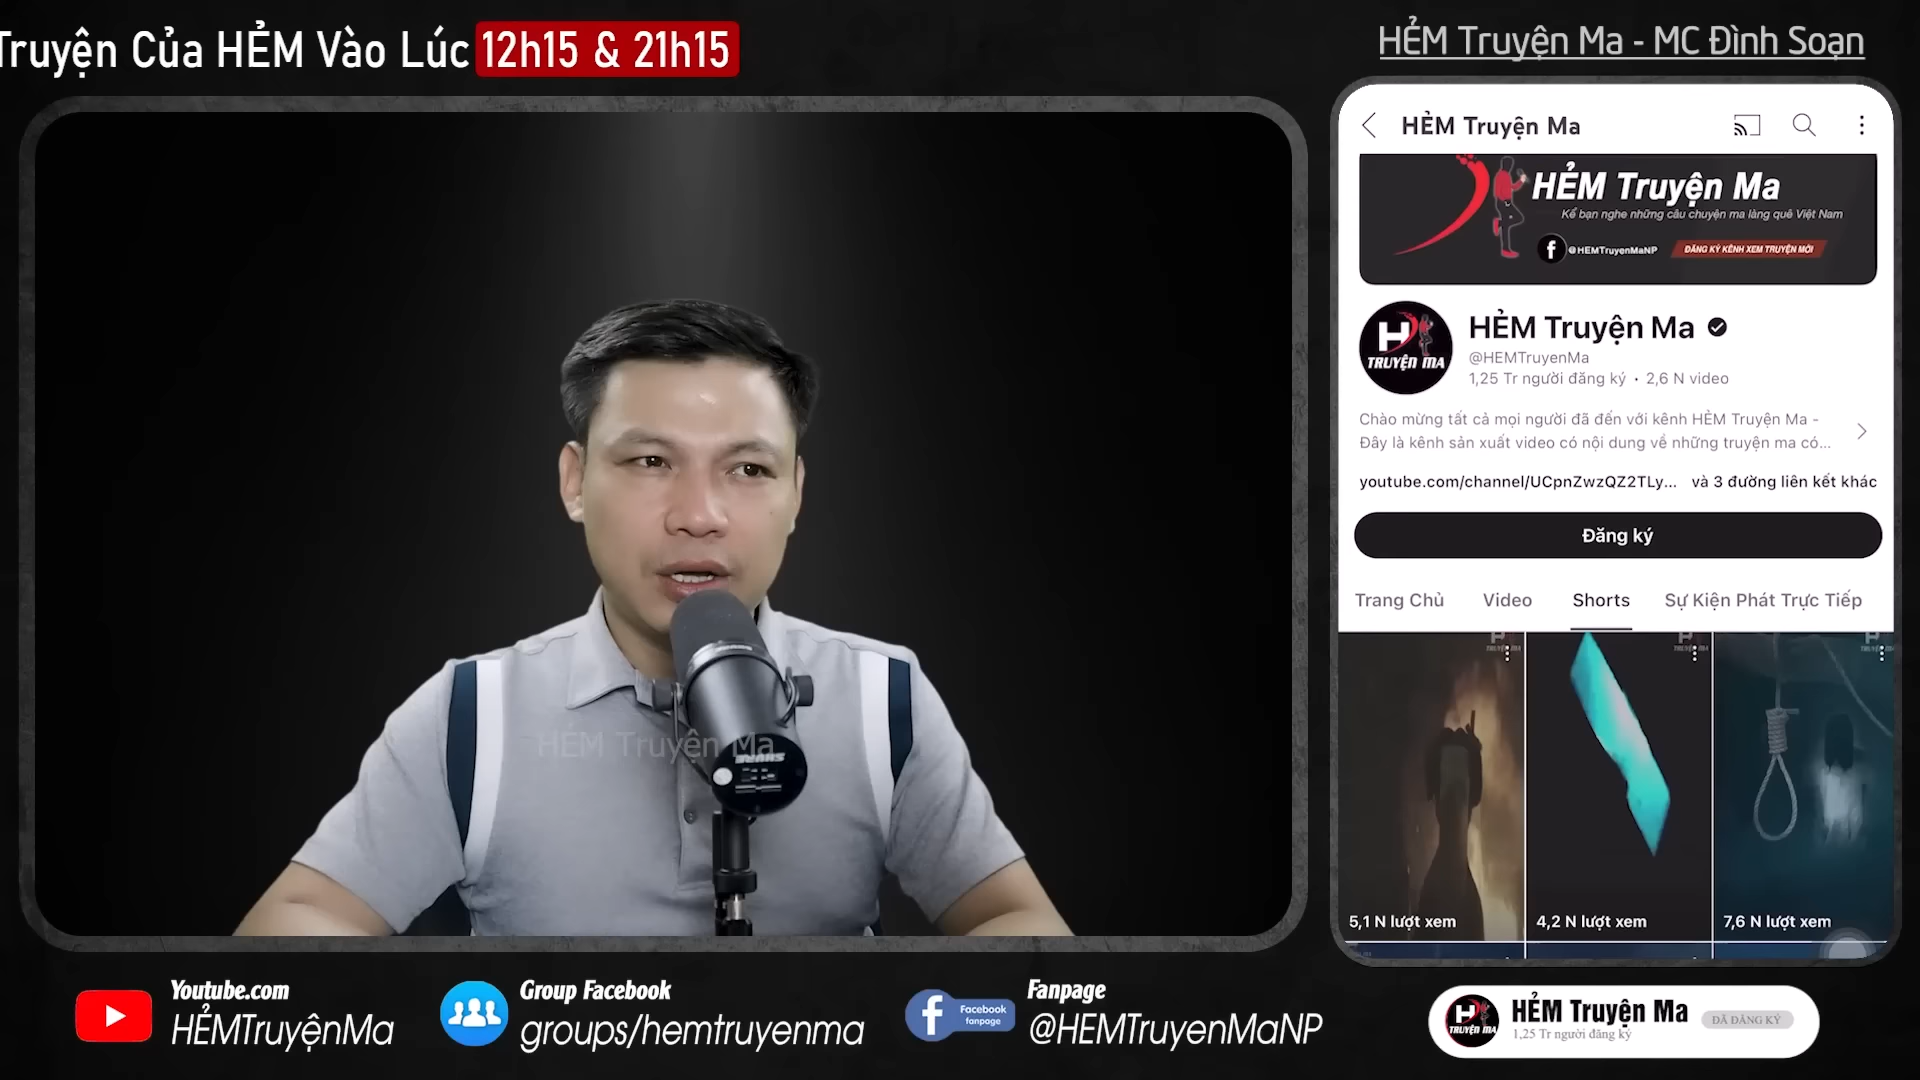 Truyện Của HẺM Vào Lúc 12h15 & 21h15
HẺM Truyện Ma - MC Đình Soạn
HẺM Truyện Ma
HẺM Truyện Ma
Kể bạn nghe những câu chuyện ma làng quê Việt Nam
@HEMTruyenMaNP
ĐĂNG KÝ KÊNH XEM TRUYỆN MỚI
H
TRUYỆN MA
HẺM Truyện Ma
@HEMTruyenMa
1,25 Tr người đăng ký • 2,6 N video
Chào mừng tất cả mọi người đã đến với kênh HẺM Truyện Ma -
Đây là kênh sản xuất video có nội dung về những truyện ma có...
youtube.com/channel/UCpnZwzQZ2TLy... và 3 đường liên kết khác
Đăng ký
Trang Chủ
Video
Shorts
Sự Kiện Phát Trực Tiếp
5,1 N lượt xem
4,2 N lượt xem
7,6 N lượt xem
HẺM Truyện Ma
SHURE
Youtube.com
HẺMTruyệnMa
Group Facebook
groups/hemtruyenma
Facebook
fanpage
Fanpage
@HEMTruyenMaNP
H
TRUYỆN MA
HẺM Truyện Ma
1,25 Tr người đăng ký
ĐÃ ĐĂNG KÝ